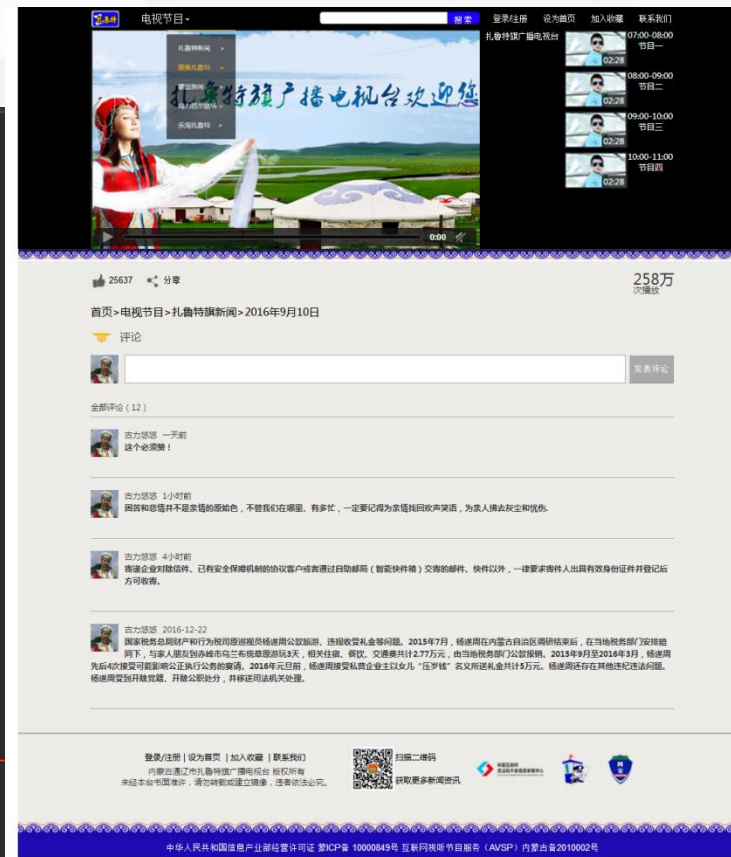 扎鲁特
电视节目
搜索
登录/注册 设为首页 加入收藏 联系我们
扎鲁特旗广播电视台
扎鲁特新闻 >
聚焦扎鲁特 >
乐淘扎鲁特 >
扎鲁特旗广播电视台欢迎您
0:00
02:28
07:00-08:00
节目一
02:28
08:00-09:00
节目二
02:28
09:00-10:00
节目三
02:28
10:00-11:00
节目四
25637 分享
258万
次播放
首页>电视节目>扎鲁特旗新闻>2016年9月10日
评论
发表评论
全部评论(12)
古力悠悠 一天前
这个必须赞!
古力悠悠 1小时前
困苦和悲情并不是亲情的原始色,不管我们在哪里、有多忙,一定要记得为亲情找回欢声笑语,为亲人拂去灰尘和忧伤.
古力悠悠 4小时前
寄递企业对除信件、已有安全保障机制的协议客户或者通过自助邮局(智能快件箱)交寄的邮件、快件以外,一律要求寄件人出具有效身份证件并登记后
方可收寄。
古力悠悠 2016-12-22
国家税务总局财产和行为税司原巡视员杨遂周公款旅游、违规收受礼金等问题。2015年7月,杨遂周在内蒙古自治区调研结束后,在当地税务部门安排陪
同下,与家人朋友到赤峰市乌兰布统草原游玩3天,相关住宿、餐饮、交通费共计2.77万元,由当地税务部门公款报销。2015年9月至2016年3月,杨遂周
先后4次接受可能影响公正执行公务的宴请。2016年元旦前,杨遂周接受私营企业主以女儿“压岁钱”名义所送礼金共计5万元。杨遂周还存在其他违纪违法问题。
杨遂周受到开除党籍、开除公职处分,并移送司法机关处理。
登录/注册 | 设为首页 | 加入收藏 | 联系我们
内蒙古通辽市扎鲁特旗广播电视台 版权所有
未经本台书面准许,请勿转载或建立镜像,违者依法必究。
扫描二维码
获取更多新闻资讯
中华人民共和国信息产业部经营许可证 蒙ICP备 10000849号 互联网视听节目服务(AVSP)内蒙古备2010002号